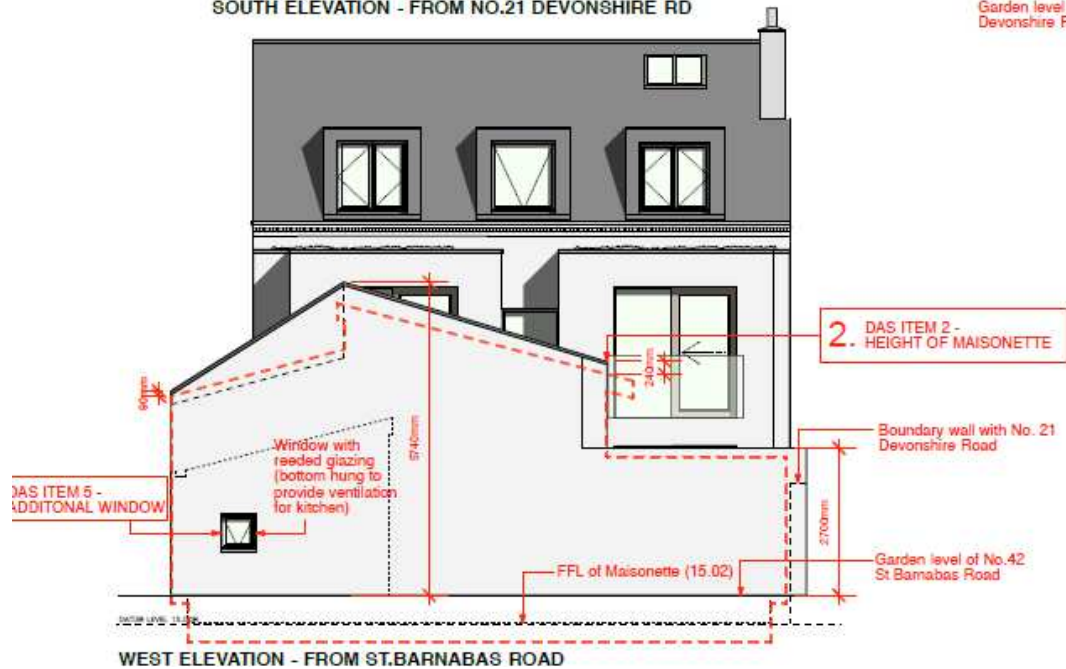 SOUTH ELEVATION - FROM NO.21 DEVONSHIRE RD
Garden level
Devonshire R
2. DAS ITEM 2 -
HEIGHT OF MAISONETTE
240mm
90mm
5740mm
Boundary wall with No. 21
Devonshire Road
Window with
reeded glazing
(bottom hung to
provide ventilation
for kitchen)
DAS ITEM 5 -
ADDITONAL WINDOW
2700mm
FFL of Maisonette (15.02)
Garden level of No.42
St Barnabas Road
DATUM LEVEL
WEST ELEVATION - FROM ST.BARNABAS ROAD